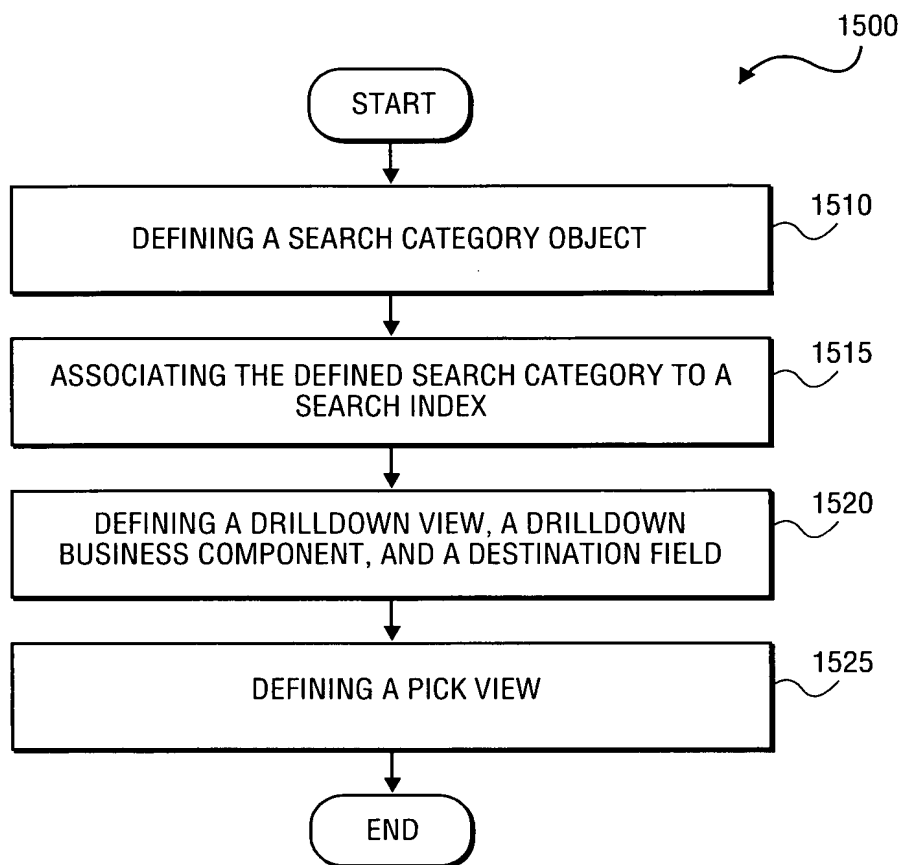 1500
START
1510
DEFINING A SEARCH CATEGORY OBJECT
1515
ASSOCIATING THE DEFINED SEARCH CATEGORY TO A
SEARCH INDEX
1520
DEFINING A DRILLDOWN VIEW, A DRILLDOWN
BUSINESS COMPONENT, AND A DESTINATION FIELD
1525
DEFINING A PICK VIEW
END